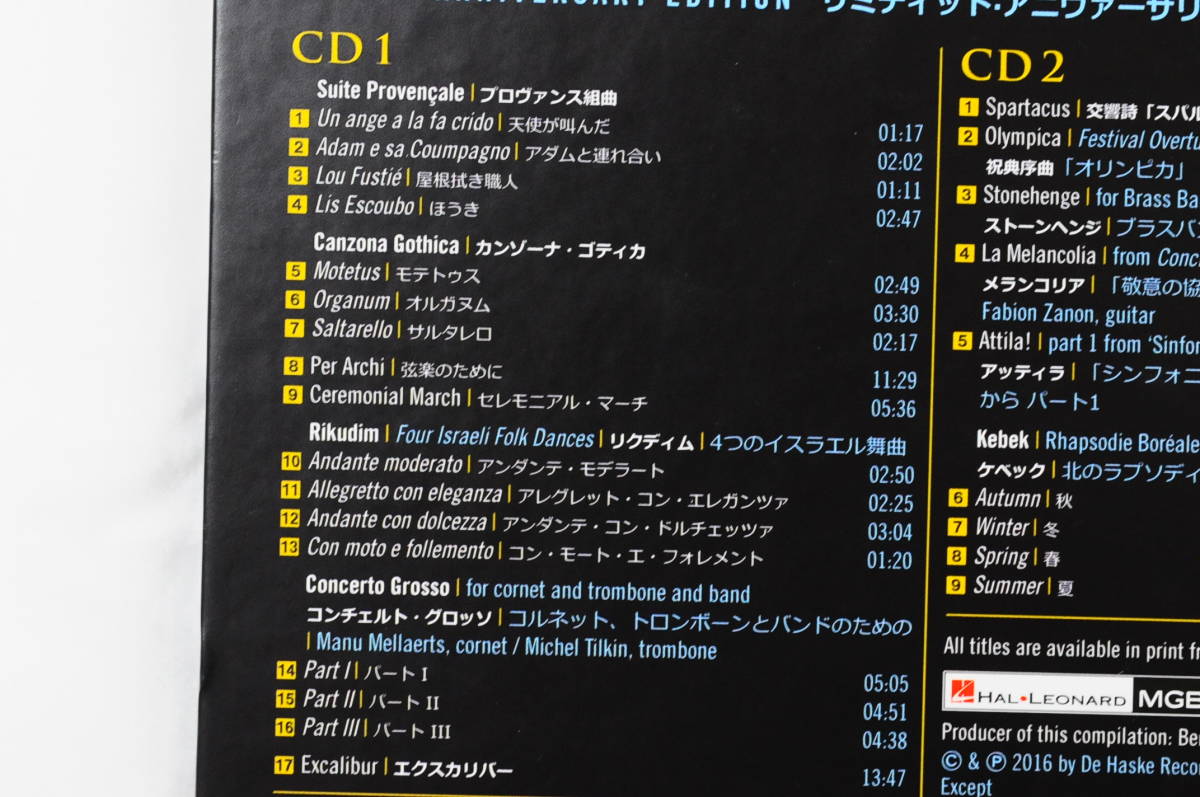 ANNIVERSARY EDITION リミテイッド・アニヴァーサリ
CD 1
Suite Provençale | プロヴァンス組曲
1 Un ange a la fa crido | 天使が叫んだ 01:17
2 Adam e sa Coumpagno | アダムと連れ合い 02:02
3 Lou Fustié | 屋根拭き職人 01:11
4 Lis Escoubo | ほうき 02:47
Canzona Gothica | カンゾーナ・ゴティカ
5 Motetus | モテトゥス 02:49
6 Organum | オルガヌム 03:30
7 Saltarello | サルタレロ 02:17
8 Per Archi | 弦楽のために 11:29
9 Ceremonial March | セレモニアル・マーチ 05:36
Rikudim | Four Israeli Folk Dances | リクディム | 4つのイスラエル舞曲
10 Andante moderato | アンダンテ・モデラート 02:50
11 Allegretto con eleganza | アレグレット・コン・エレガンツァ 02:25
12 Andante con dolcezza | アンダンテ・コン・ドルチェッツァ 03:04
13 Con moto e follemento | コン・モート・エ・フォレメント 01:20
Concerto Grosso | for cornet and trombone and band
コンチェルト・グロッソ | コルネット、トロンボーンとバンドのための
| Manu Mellaerts, cornet / Michel Tilkin, trombone
14 Part I | パート I 05:05
15 Part II | パート II 04:51
16 Part III | パート III 04:38
17 Excalibur | エクスカリバー 13:47
CD 2
1 Spartacus | 交響詩「スパル
2 Olympica | Festival Overtu
祝典序曲「オリンピカ」
3 Stonehenge | for Brass Ba
ストーンヘンジ | ブラスバン
4 La Melancolia | from Conc
メランコリア | 「敬意の協
Fabion Zanon, guitar
5 Attila! | part 1 from ‘Sinfon
アッティラ | 「シンフォニ
から パート1
Kebek | Rhapsodie Boréale
ケベック | 北のラプソディ
6 Autumn | 秋
7 Winter | 冬
8 Spring | 春
9 Summer | 夏
All titles are available in print fr
HAL•LEONARD MGB
Producer of this compilation: Be
© & ℗ 2016 by De Haske Recor
Except